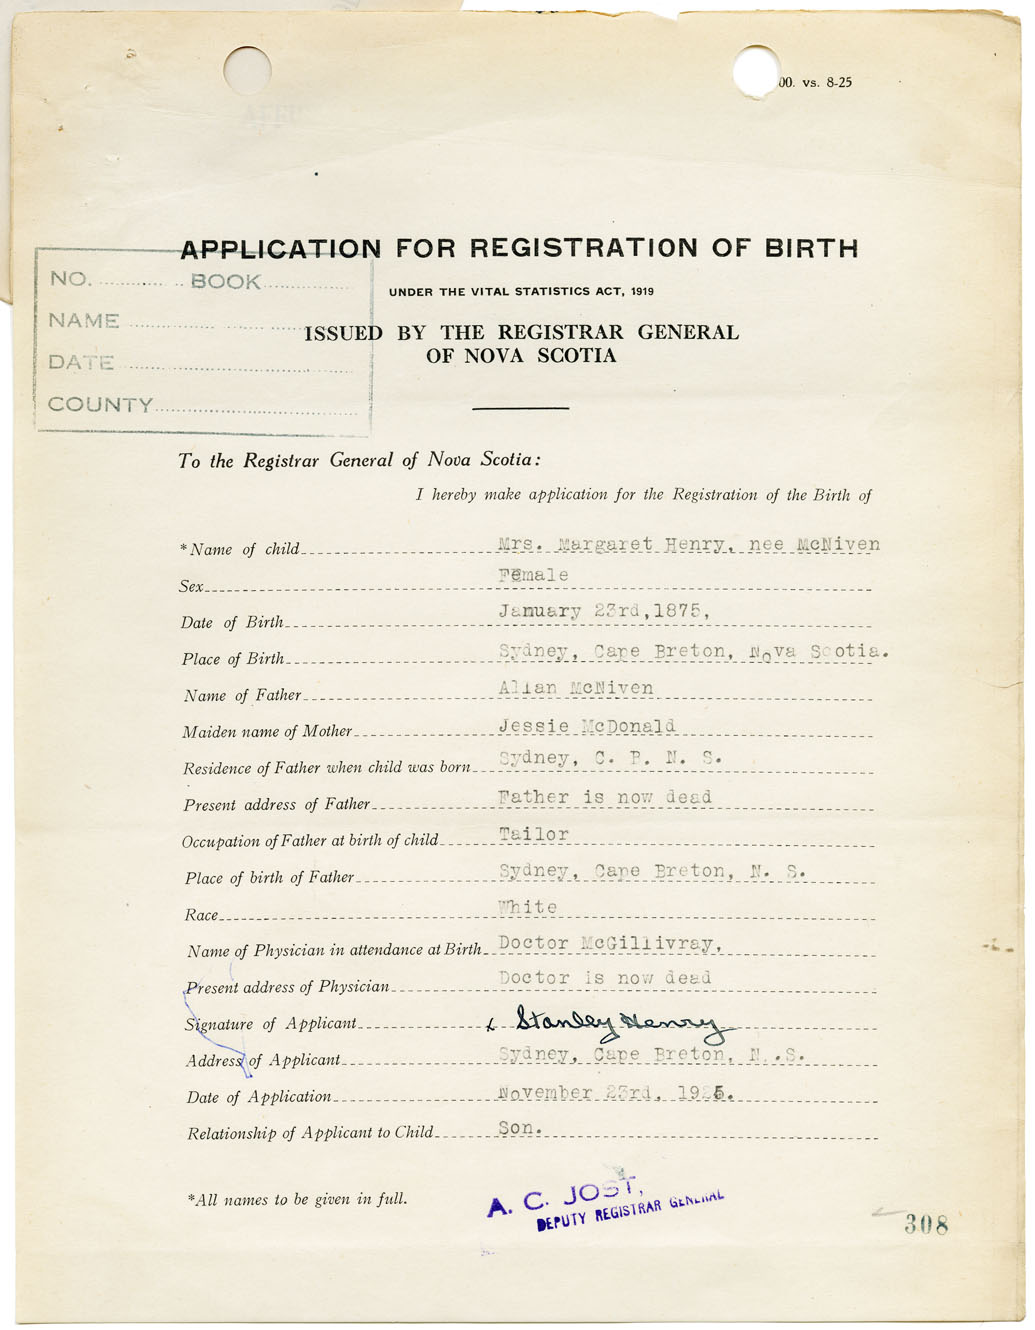 00. vs. 8-25
APPLICATION FOR REGISTRATION OF BIRTH
UNDER THE VITAL STATISTICS ACT, 1919
ISSUED BY THE REGISTRAR GENERAL
OF NOVA SCOTIA
NO. BOOK
NAME
DATE
COUNTY
To the Registrar General of Nova Scotia:
I hereby make application for the Registration of the Birth of
*Name of child Mrs. Margaret Henry, nee McNiven
Sex Female
Date of Birth January 23rd,1875,
Place of Birth Sydney, Cape Breton, Nova Scotia.
Name of Father Allan McNiven
Maiden name of Mother Jessie McDonald
Residence of Father when child was born Sydney, C. B. N. S.
Present address of Father Father is now dead
Occupation of Father at birth of child Tailor
Place of birth of Father Sydney, Cape Breton, N. S.
Race White
Name of Physician in attendance at Birth Doctor McGillivray,
Present address of Physician Doctor is now dead
Signature of Applicant x Stanley Henry
Address of Applicant Sydney, Cape Breton, N. S.
Date of Application November 23rd,
Relationship of Applicant to Child Son.
*All names to be given in full.
A. C. JOST,
DEPUTY REGISTRAR GENERAL
308